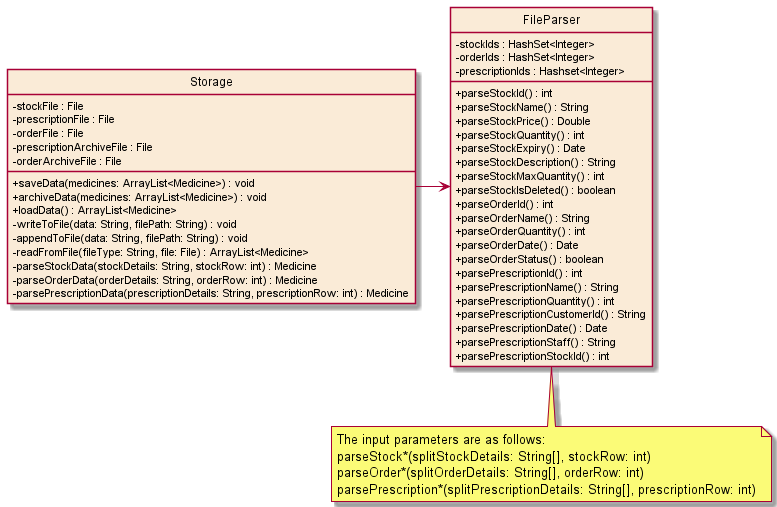 Storage
-stockFile : File
-prescriptionFile : File
-orderFile : File
-prescriptionArchiveFile : File
-orderArchiveFile : File
+saveData(medicines: ArrayList<Medicine>) : void
+archiveData(medicines: ArrayList<Medicine>) : void
+loadData() : ArrayList<Medicine>
-writeToFile(data: String, filePath: String) : void
-appendToFile(data: String, filePath: String) : void
-readFromFile(fileType: String, file: File) : ArrayList<Medicine>
-parseStockData(stockDetails: String, stockRow: int) : Medicine
-parseOrderData(orderDetails: String, orderRow: int) : Medicine
-parsePrescriptionData(prescriptionDetails: String, prescriptionRow: int) : Medicine
FileParser
-stockIds : HashSet<Integer>
-orderIds : HashSet<Integer>
-prescriptionIds : Hashset<Integer>
+parseStockId() : int
+parseStockName() : String
+parseStockPrice() : Double
+parseStockQuantity() : int
+parseStockExpiry() : Date
+parseStockDescription() : String
+parseStockMaxQuantity() : int
+parseStockIsDeleted() : boolean
+parseOrderId() : int
+parseOrderName() : String
+parseOrderQuantity() : int
+parseOrderDate() : Date
+parseOrderStatus() : boolean
+parsePrescriptionId() : int
+parsePrescriptionName() : String
+parsePrescriptionQuantity() : int
+parsePrescriptionCustomerId() : String
+parsePrescriptionDate() : Date
+parsePrescriptionStaff() : String
+parsePrescriptionStockId() : int
The input parameters are as follows:
parseStock*(splitStockDetails: String[], stockRow: int)
parseOrder*(splitOrderDetails: String[], orderRow: int)
parsePrescription*(splitPrescriptionDetails: String[], prescriptionRow: int)